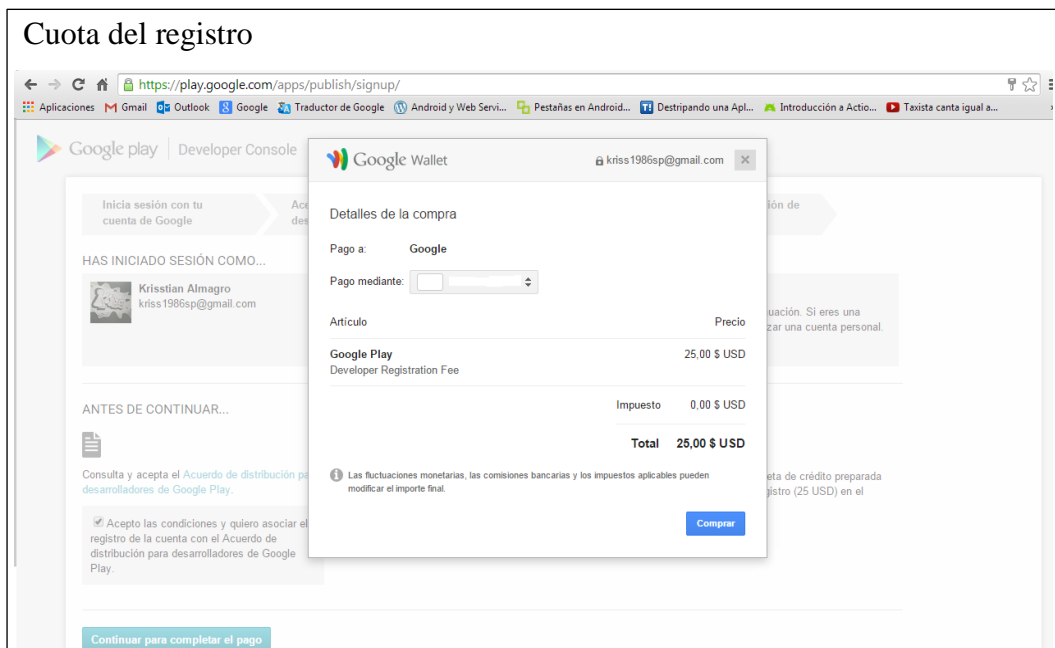 Cuota del registro
https://play.google.com/apps/publish/signup/
Aplicaciones Gmail Outlook Google Traductor de Google Android y Web Servi... Pestañas en Android... Destripando una Apl... Introducción a Actio... Taxista canta igual a...
Google play Developer Console
Google Wallet kriss1986sp@gmail.com
Inicia sesión con tu
cuenta de Google
Ace
des
ión de
Detalles de la compra
Pago a: Google
HAS INICIADO SESIÓN COMO...
Pago mediante:
Krisstian Almagro
kriss1986sp@gmail.com
uación. Si eres una
zar una cuenta personal.
Artículo Precio
Google Play 25,00 $ USD
Developer Registration Fee
Impuesto 0,00 $ USD
Total 25,00 $ USD
ANTES DE CONTINUAR...
Consulta y acepta el Acuerdo de distribución pa
desarrolladores de Google Play.
Las fluctuaciones monetarias, las comisiones bancarias y los impuestos aplicables pueden
modificar el importe final.
eta de crédito preparada
gistro (25 USD) en el
Comprar
Acepto las condiciones y quiero asociar el
registro de la cuenta con el Acuerdo de
distribución para desarrolladores de Google
Play.
Continuar para completar el pago